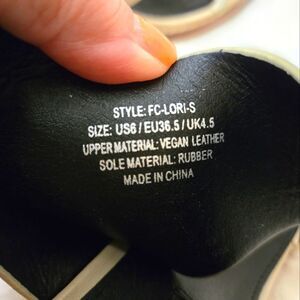 STYLE: FC-LORI-S
SIZE: US6 / EU36.5 / UK4.5
UPPER MATERIAL: VEGAN LEATHER
SOLE MATERIAL: RUBBER
MADE IN CHINA